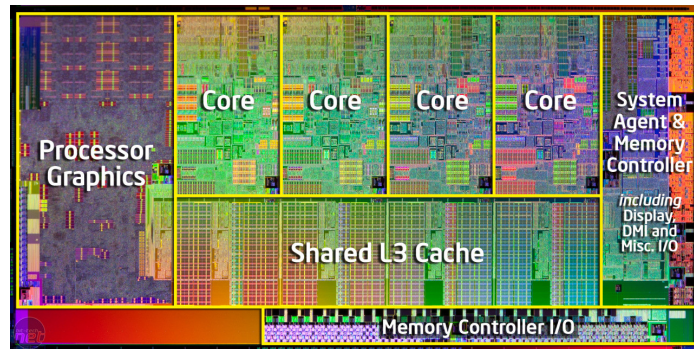 Processor
Graphics
Core
Core
Core
Core
System
Agent &
Memory
Controller
including
Display,
DMI and
Misc. I/O
Shared L3 Cache
Memory Controller I/O